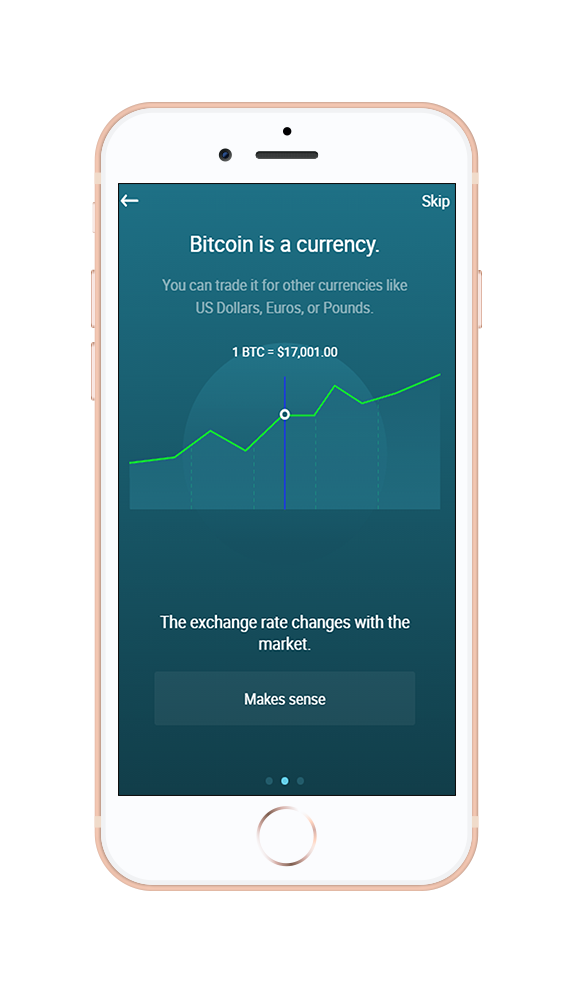 Skip
Bitcoin is a currency.
You can trade it for other currencies like
US Dollars, Euros, or Pounds.
1 BTC = $17,001.00
The exchange rate changes with the
market.
Makes sense